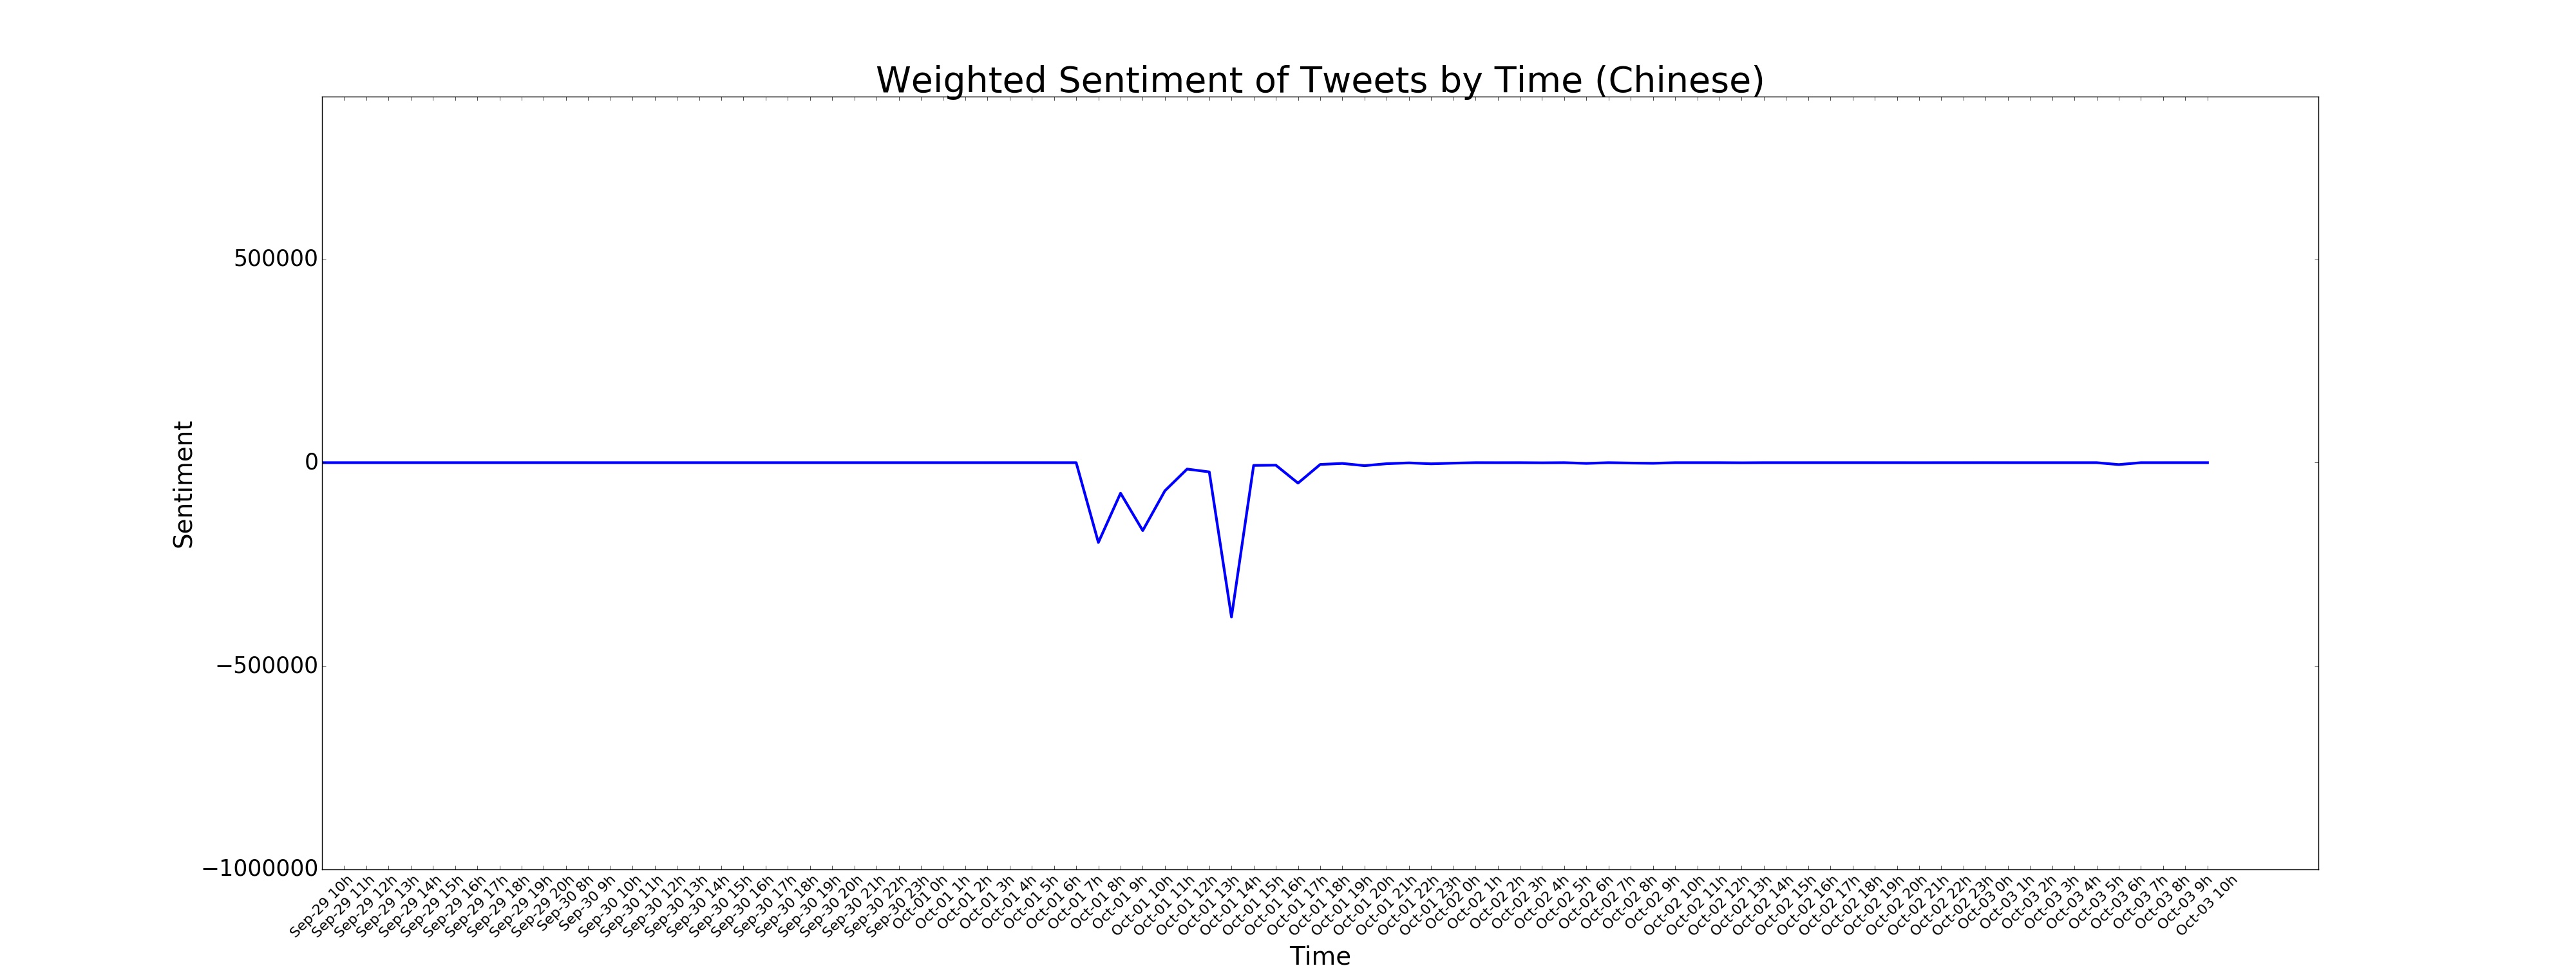 Weighted Sentiment of Tweets by Time (Chinese)
500000
0
−500000
−1000000
Sentiment
Sep-29 10h
Sep-29 11h
Sep-29 12h
Sep-29 13h
Sep-29 14h
Sep-29 15h
Sep-29 16h
Sep-29 17h
Sep-29 18h
Sep-29 19h
Sep-29 20h
Sep-30 8h
Sep-30 9h
Sep-30 10h
Sep-30 11h
Sep-30 12h
Sep-30 13h
Sep-30 14h
Sep-30 15h
Sep-30 16h
Sep-30 17h
Sep-30 18h
Sep-30 19h
Sep-30 20h
Sep-30 21h
Sep-30 22h
Sep-30 23h
Oct-01 0h
Oct-01 1h
Oct-01 2h
Oct-01 3h
Oct-01 4h
Oct-01 5h
Oct-01 6h
Oct-01 7h
Oct-01 8h
Oct-01 9h
Oct-01 10h
Oct-01 11h
Oct-01 12h
Oct-01 13h
Oct-01 14h
Oct-01 15h
Oct-01 16h
Oct-01 17h
Oct-01 18h
Oct-01 19h
Oct-01 20h
Oct-01 21h
Oct-01 22h
Oct-01 23h
Oct-02 0h
Oct-02 1h
Oct-02 2h
Oct-02 3h
Oct-02 4h
Oct-02 5h
Oct-02 6h
Oct-02 7h
Oct-02 8h
Oct-02 9h
Oct-02 10h
Oct-02 11h
Oct-02 12h
Oct-02 13h
Oct-02 14h
Oct-02 15h
Oct-02 16h
Oct-02 17h
Oct-02 18h
Oct-02 19h
Oct-02 20h
Oct-02 21h
Oct-02 22h
Oct-02 23h
Oct-03 0h
Oct-03 1h
Oct-03 2h
Oct-03 3h
Oct-03 4h
Oct-03 5h
Oct-03 6h
Oct-03 7h
Oct-03 8h
Oct-03 9h
Oct-03 10h
Time